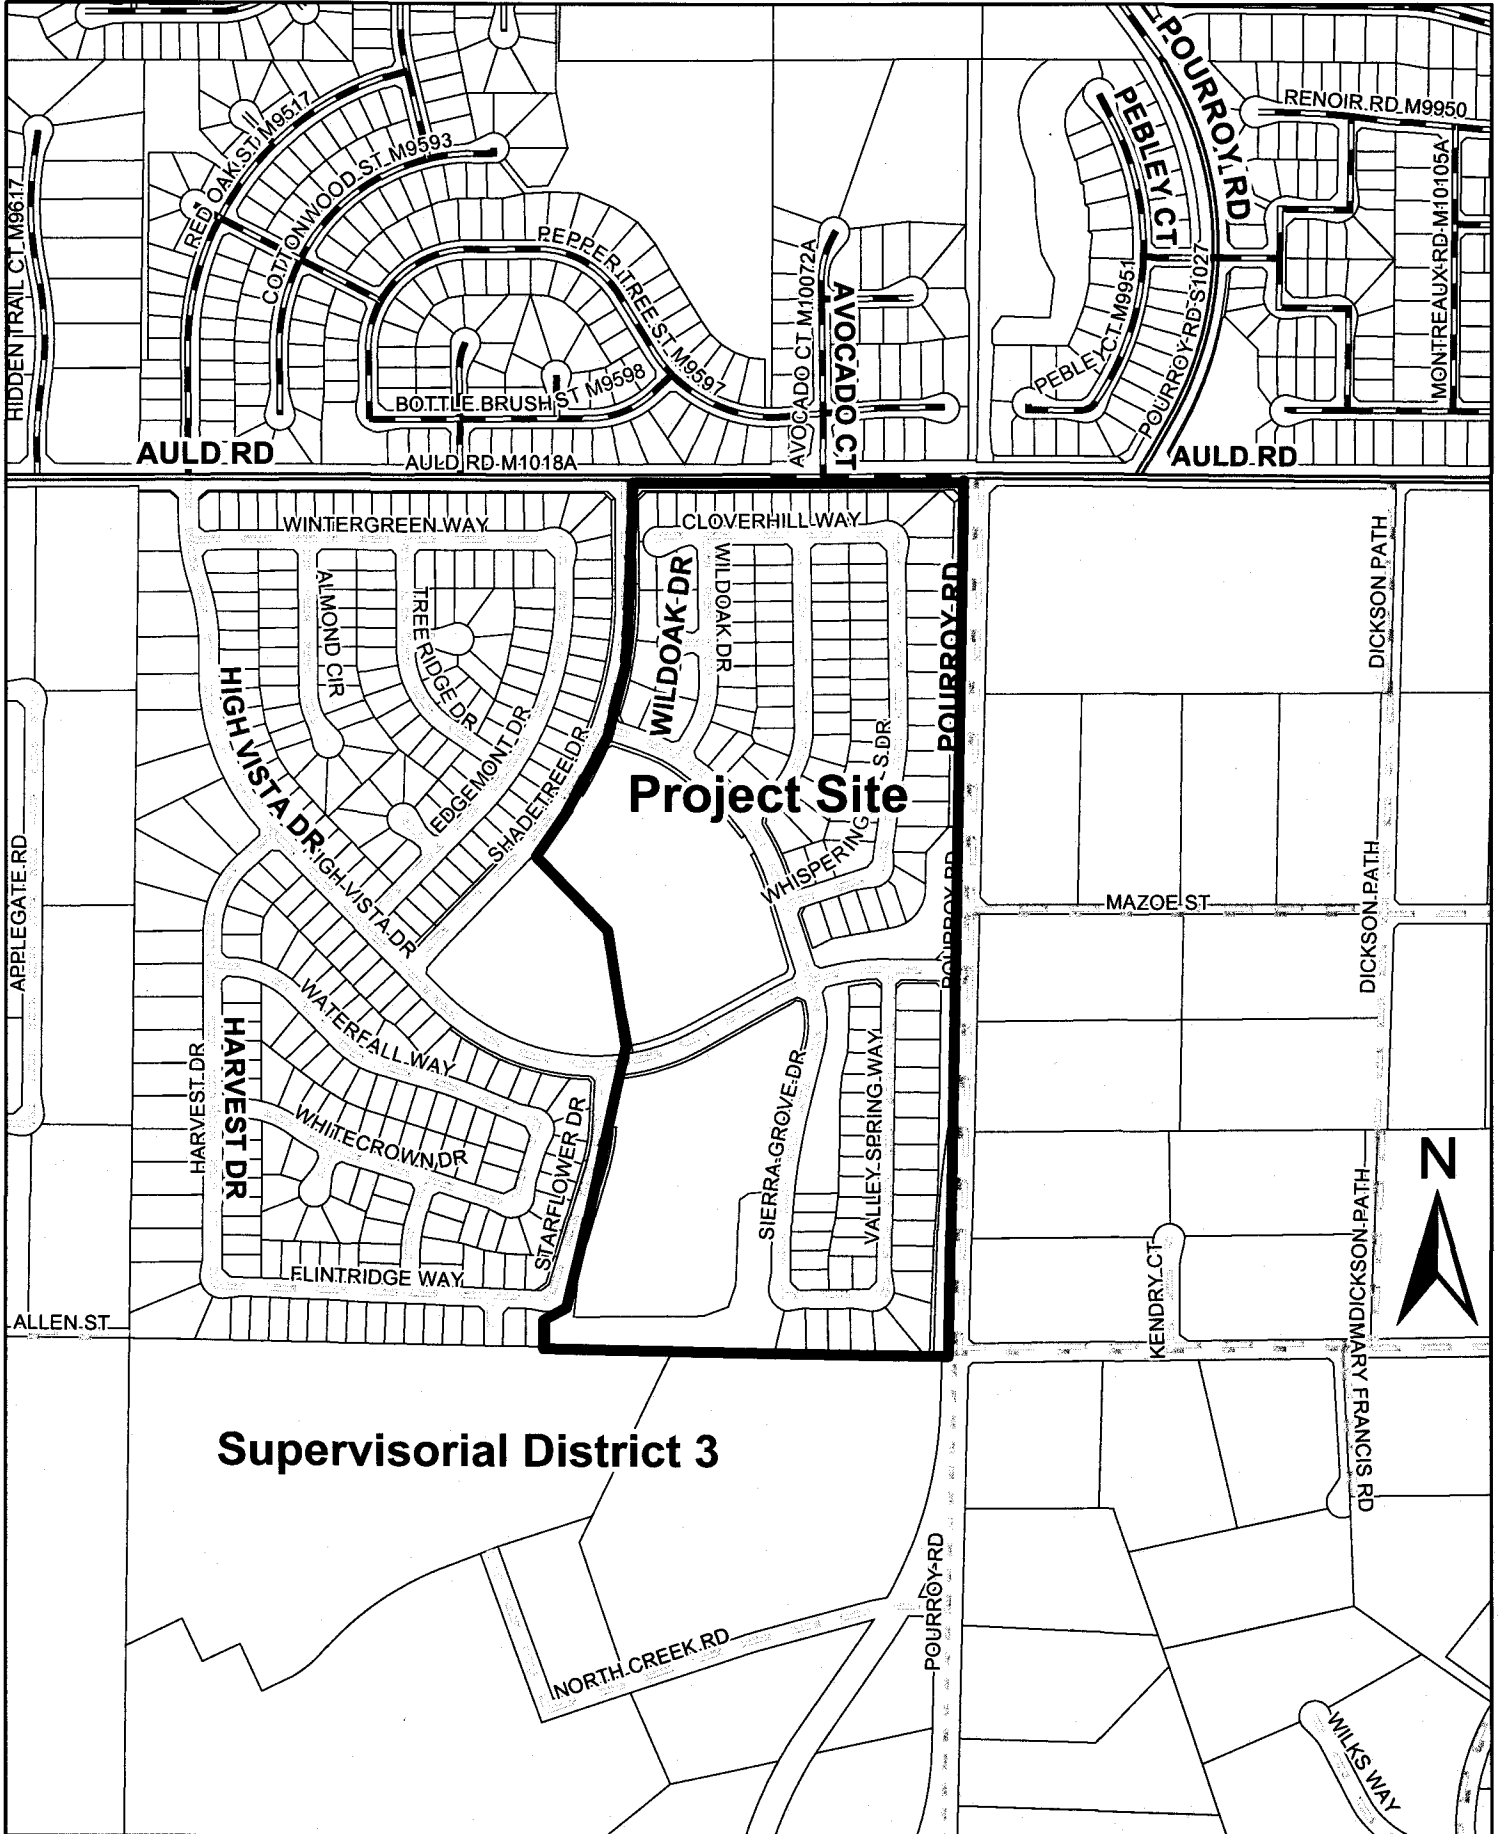 POURROY RD
RENOIR RD M9950
PEBLEY CT
RED OAK ST M9517
COTTONWOOD ST M9593
HIDDEN TRAIL CT M9617
PEPPER TREE ST M9597
AVOCADO CT M10072A
AVOCADO CT
PEBLEY CT M9951
POURROY RD S1027
MONTREAUX RD M10105A
BOTTLE BRUSH ST M9598
AULD RD
AULD RD M1018A
AULD RD
WINTERGREEN WAY
CLOVERHILL WAY
ALMOND CIR
TREE RIDGE DR
WILDOAK DR
WILDOAK DR
POURROY RD
DICKSON PATH
HIGH VISTA DR
EDGEMONT DR
SHADETREE DR
Project Site
WHISPERING
S DR
HIGH VISTA DR
APPLEGATE RD
POURROY RD
MAZOE ST
DICKSON PATH
WATERFALL WAY
HARVEST DR
HARVEST DR
WHITECROWN DR
STARFLOWER DR
SIERRA GROVE DR
VALLEY SPRING WAY
N
FLINTRIDGE WAY
ALLEN ST
KENDRY CT
DICKSON PATH
MARY FRANCIS RD
Supervisorial District 3
POURROY RD
NORTH CREEK RD
WILKS WAY